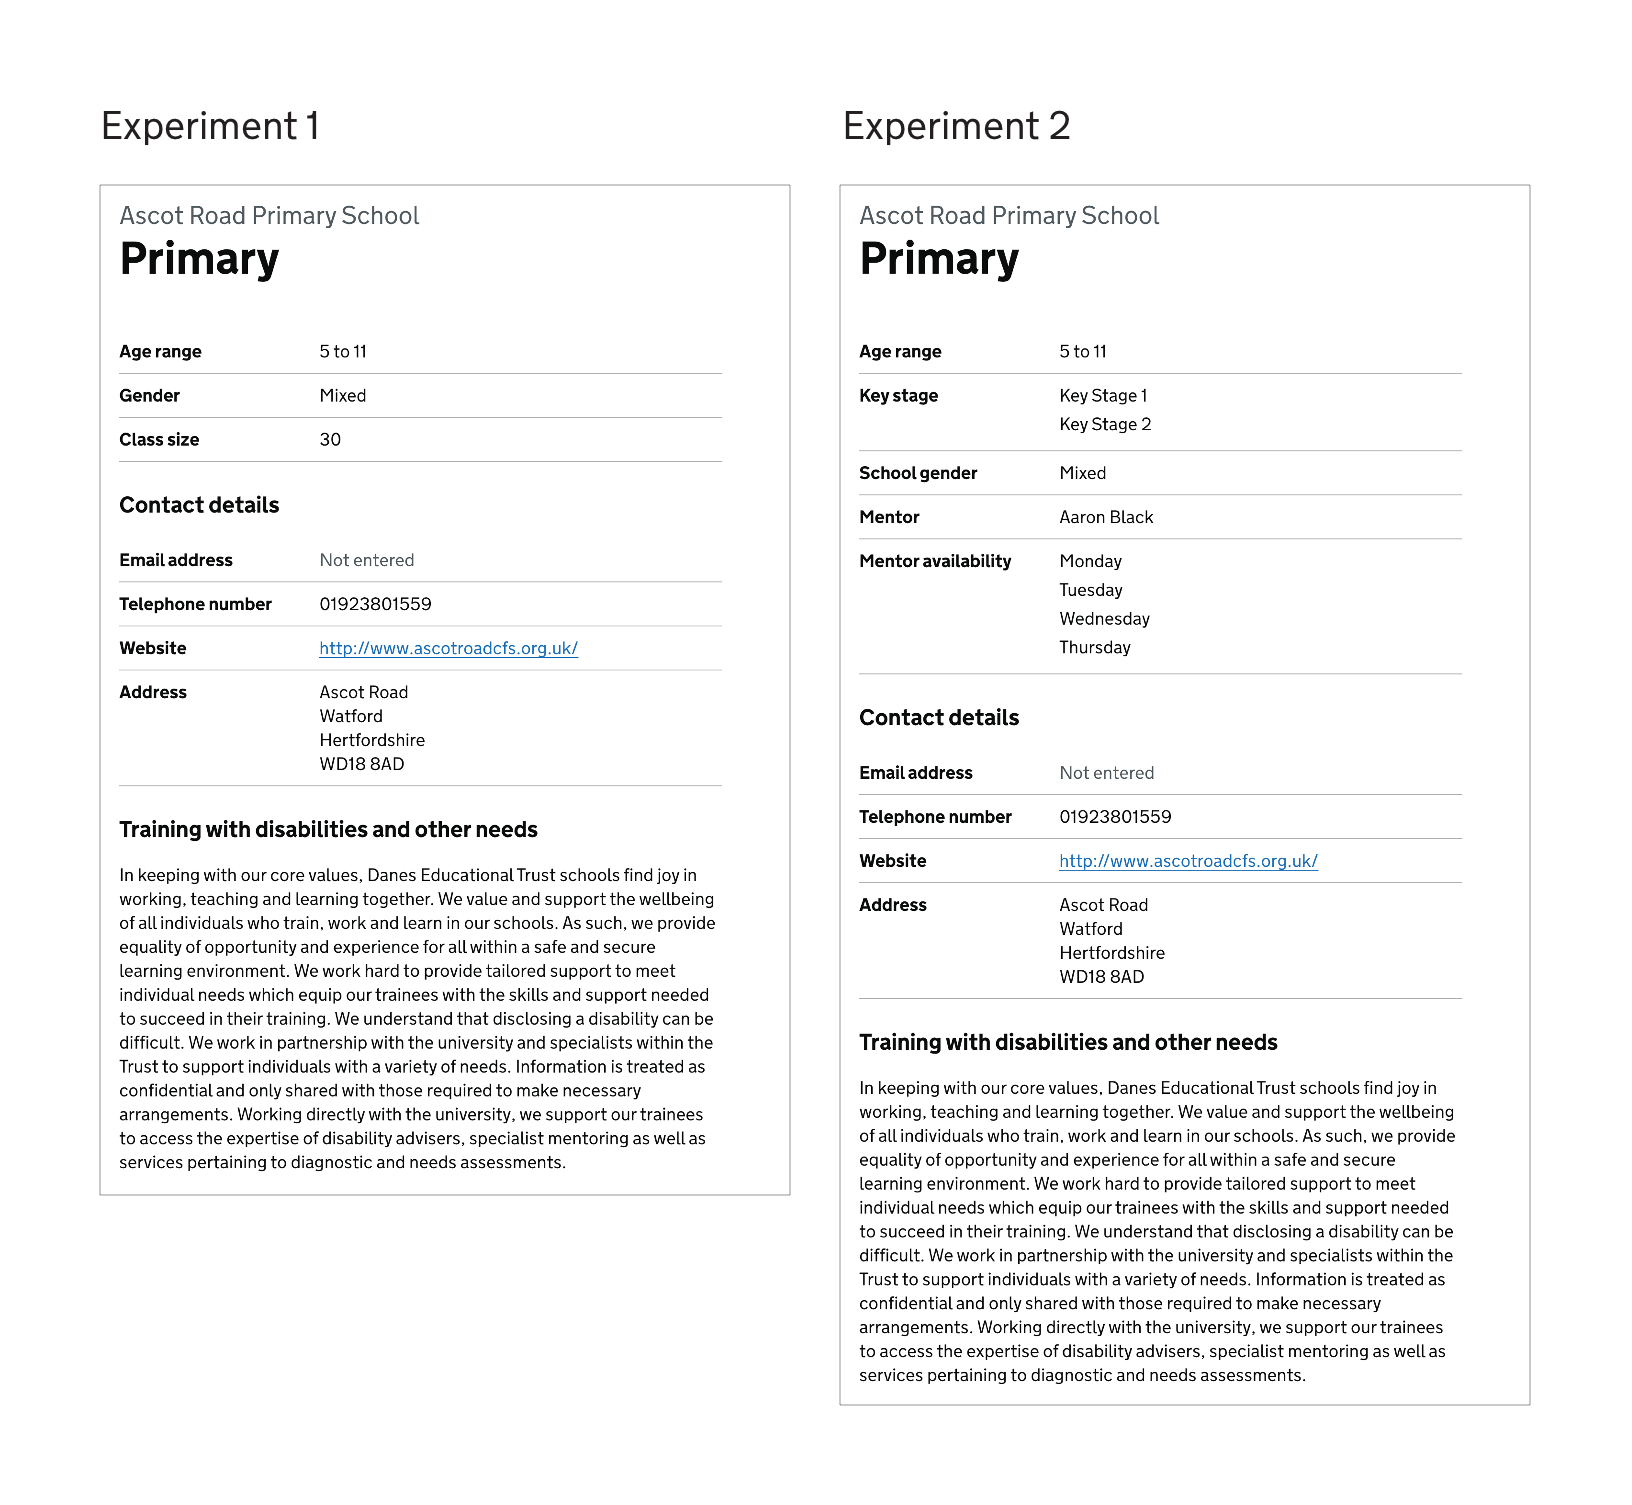 Experiment 1
Ascot Road Primary School
Primary
Age range 5 to 11
Gender Mixed
Class size 30
Contact details
Email address Not entered
Telephone number 01923801559
Website http://www.ascotroadcfs.org.uk/
Address Ascot Road
Watford
Hertfordshire
WD18 8AD
Training with disabilities and other needs
In keeping with our core values, Danes Educational Trust schools find joy in
working, teaching and learning together. We value and support the wellbeing
of all individuals who train, work and learn in our schools. As such, we provide
equality of opportunity and experience for all within a safe and secure
learning environment. We work hard to provide tailored support to meet
individual needs which equip our trainees with the skills and support needed
to succeed in their training. We understand that disclosing a disability can be
difficult. We work in partnership with the university and specialists within the
Trust to support individuals with a variety of needs. Information is treated as
confidential and only shared with those required to make necessary
arrangements. Working directly with the university, we support our trainees
to access the expertise of disability advisers, specialist mentoring as well as
services pertaining to diagnostic and needs assessments.
Experiment 2
Ascot Road Primary School
Primary
Age range 5 to 11
Key stage Key Stage 1
Key Stage 2
School gender Mixed
Mentor Aaron Black
Mentor availability Monday
Tuesday
Wednesday
Thursday
Contact details
Email address Not entered
Telephone number 01923801559
Website http://www.ascotroadcfs.org.uk/
Address Ascot Road
Watford
Hertfordshire
WD18 8AD
Training with disabilities and other needs
In keeping with our core values, Danes Educational Trust schools find joy in
working, teaching and learning together. We value and support the wellbeing
of all individuals who train, work and learn in our schools. As such, we provide
equality of opportunity and experience for all within a safe and secure
learning environment. We work hard to provide tailored support to meet
individual needs which equip our trainees with the skills and support needed
to succeed in their training. We understand that disclosing a disability can be
difficult. We work in partnership with the university and specialists within the
Trust to support individuals with a variety of needs. Information is treated as
confidential and only shared with those required to make necessary
arrangements. Working directly with the university, we support our trainees
to access the expertise of disability advisers, specialist mentoring as well as
services pertaining to diagnostic and needs assessments.